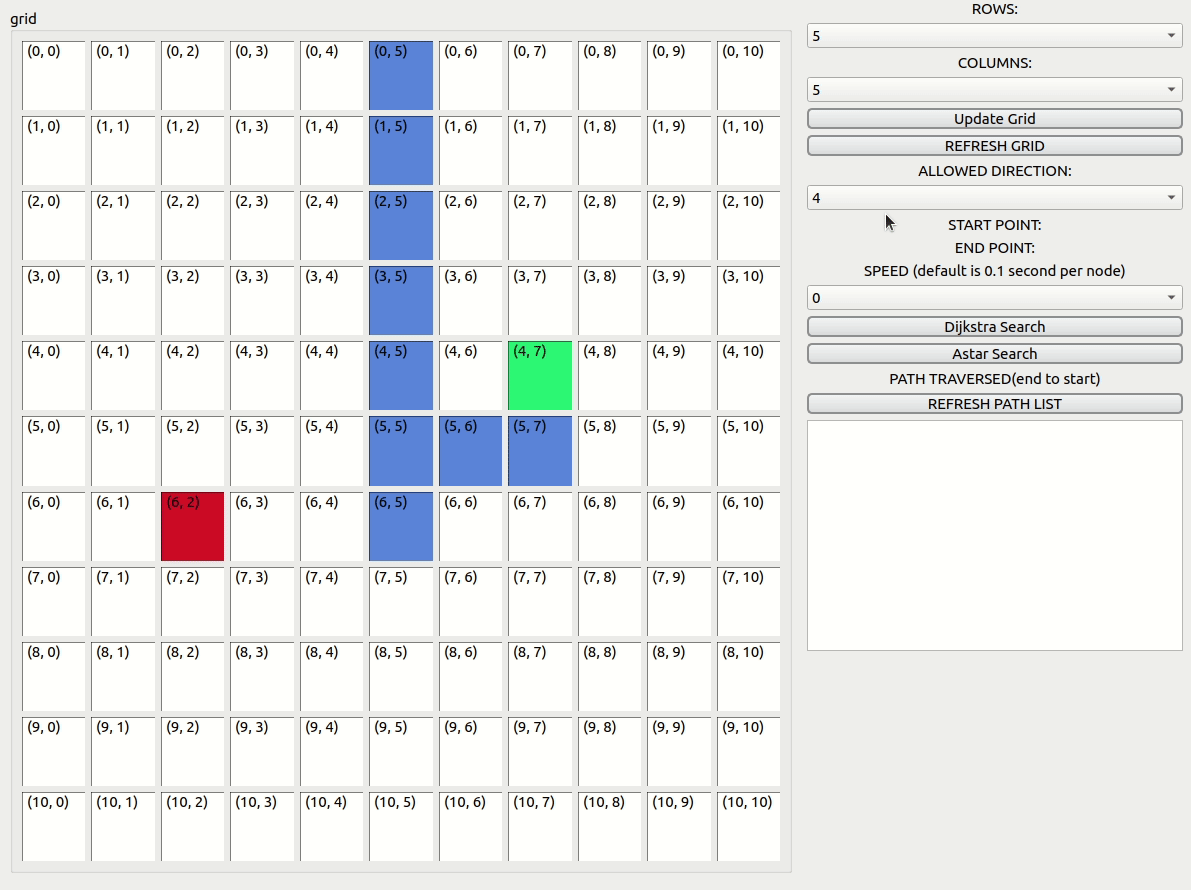 grid
(0, 0) (0, 1) (0, 2) (0, 3) (0, 4) (0, 5) (0, 6) (0, 7) (0, 8) (0, 9) (0, 10)
(1, 0) (1, 1) (1, 2) (1, 3) (1, 4) (1, 5) (1, 6) (1, 7) (1, 8) (1, 9) (1, 10)
(2, 0) (2, 1) (2, 2) (2, 3) (2, 4) (2, 5) (2, 6) (2, 7) (2, 8) (2, 9) (2, 10)
(3, 0) (3, 1) (3, 2) (3, 3) (3, 4) (3, 5) (3, 6) (3, 7) (3, 8) (3, 9) (3, 10)
(4, 0) (4, 1) (4, 2) (4, 3) (4, 4) (4, 5) (4, 6) (4, 7) (4, 8) (4, 9) (4, 10)
(5, 0) (5, 1) (5, 2) (5, 3) (5, 4) (5, 5) (5, 6) (5, 7) (5, 8) (5, 9) (5, 10)
(6, 0) (6, 1) (6, 2) (6, 3) (6, 4) (6, 5) (6, 6) (6, 7) (6, 8) (6, 9) (6, 10)
(7, 0) (7, 1) (7, 2) (7, 3) (7, 4) (7, 5) (7, 6) (7, 7) (7, 8) (7, 9) (7, 10)
(8, 0) (8, 1) (8, 2) (8, 3) (8, 4) (8, 5) (8, 6) (8, 7) (8, 8) (8, 9) (8, 10)
(9, 0) (9, 1) (9, 2) (9, 3) (9, 4) (9, 5) (9, 6) (9, 7) (9, 8) (9, 9) (9, 10)
(10, 0) (10, 1) (10, 2) (10, 3) (10, 4) (10, 5) (10, 6) (10, 7) (10, 8) (10, 9) (10, 10)
ROWS:
5
COLUMNS:
5
Update Grid
REFRESH GRID
ALLOWED DIRECTION:
4
START POINT:
END POINT:
SPEED (default is 0.1 second per node)
0
Dijkstra Search
Astar Search
PATH TRAVERSED(end to start)
REFRESH PATH LIST